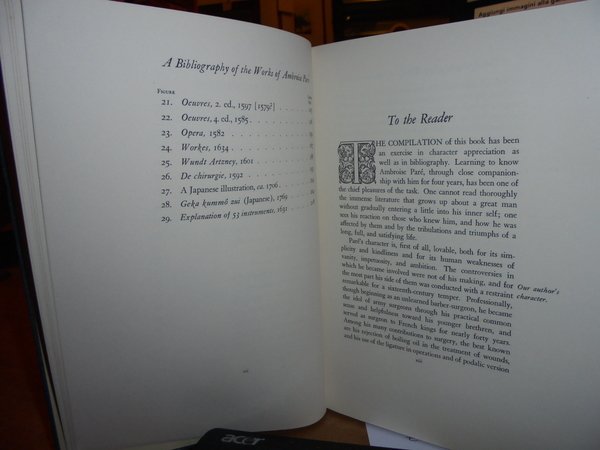 A Bibliography of the Works of Ambroise Paré
FIGURE
21. Oeuvres, 2. ed., 1597 [1579?]
22. Oeuvres, 4. ed., 1585
23. Opera, 1582
24. Workes, 1634
25. Wundt Artzney, 1601
26. De chirurgie, 1592
27. A Japanese illustration, ca. 1706
28. Geka kummō zui (Japanese), 1769
29. Explanation of 53 instruments, 1631
Aggiungi immagini alla
To the Reader
THE COMPILATION of this book has been
an exercise in character appreciation as
well as in bibliography. Learning to know
Ambroise Paré, through close companion-
ship with him for four years, has been one of
the chief pleasures of the task. One cannot read thoroughly
the immense literature that grows up about a great man
without gradually entering a little into his inner self; one
sees his reaction on those who knew him, and how he was
affected by them and by the tribulations and triumphs of a
long, full, and satisfying life.
Paré's character is, first of all, lovable, both for its sim-
plicity and kindliness and for its human weaknesses of
vanity, impetuosity, and ambition. The controversies in
which he became involved were not of his making, and for
the most part his side of them was conducted with a restraint
remarkable for a sixteenth-century temper. Professionally,
though beginning as an unlearned barber-surgeon, he became
the idol of army surgeons through his practical common
sense and helpfulness toward his younger brethren, and
served as surgeon to French kings for nearly forty years.
Among his many contributions to surgery, the best known
are his rejection of boiling oil in the treatment of wounds,
and his use of the ligature in operations and of podalic version
Our author's
character.
acer